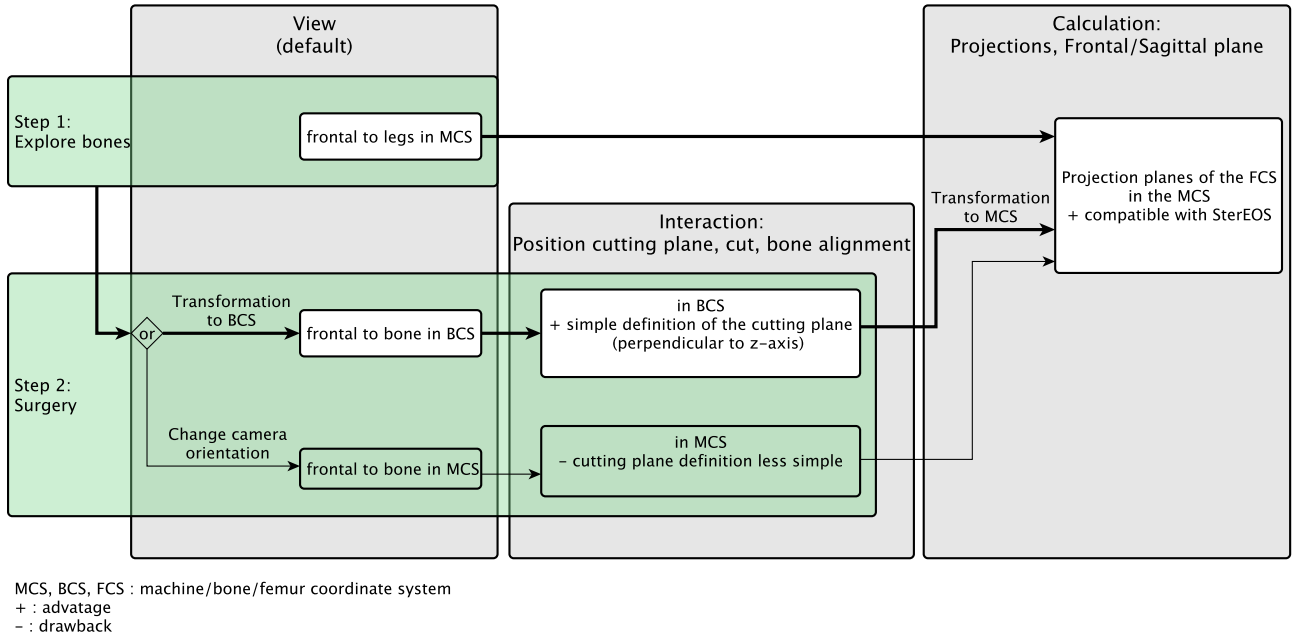 View
(default)
Calculation:
Projections, Frontal/Sagittal plane
Step 1:
Explore bones
frontal to legs in MCS
Projection planes of the FCS
in the MCS
+ compatible with SterEOS
Transformation
to MCS
Interaction:
Position cutting plane, cut, bone alignment
Step 2:
Surgery
or
Transformation
to BCS
frontal to bone in BCS
in BCS
+ simple definition of the cutting plane
(perpendicular to z-axis)
Change camera
orientation
frontal to bone in MCS
in MCS
– cutting plane definition less simple
MCS, BCS, FCS : machine/bone/femur coordinate system
+ : advatage
– : drawback